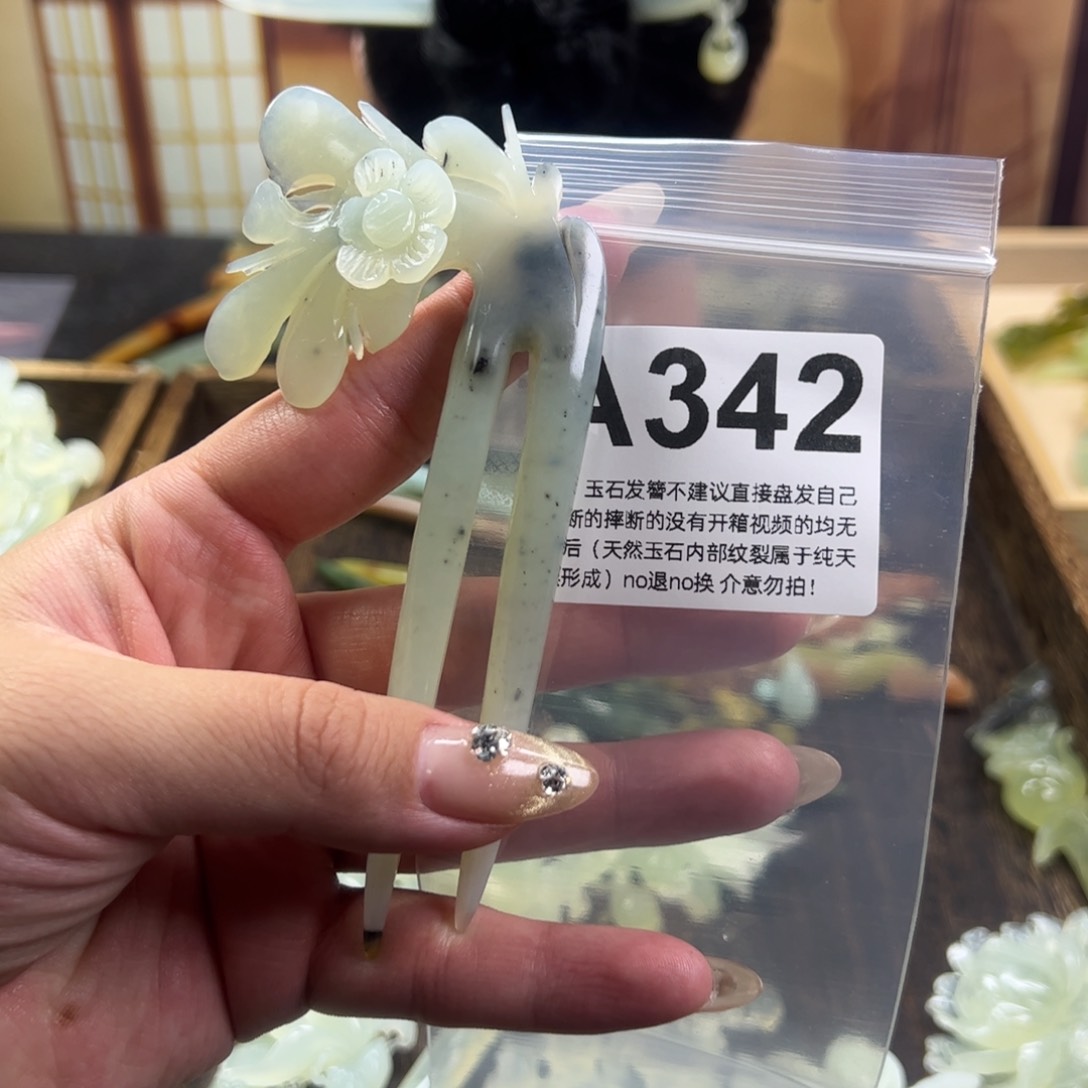 A342
玉石发簪不建议直接盘发自己
断的摔断的没有开箱视频的均无
后（天然玉石内部纹裂属于纯天
形成）no退no换 介意勿拍！